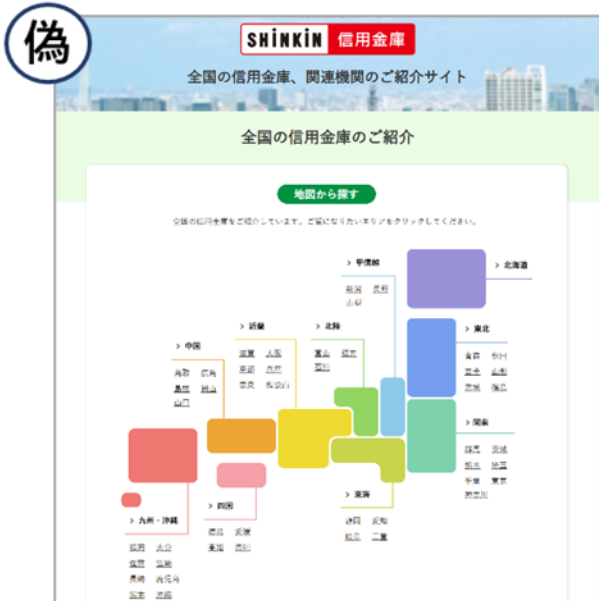 偽
SHINKIN 信用金庫
全国の信用金庫、関連機関のご紹介サイト
全国の信用金庫のご紹介
地図から探す
全国の信用金庫をご紹介しています。ご覧になりたいエリアをクリックしてください。
> 甲信越
新潟 長野
山梨
> 北海道
> 東北
青森 秋田
岩手 山形
宮城 福島
> 関東
群馬 茨城
栃木 埼玉
千葉 東京
神奈川
> 北陸
富山 福井
石川
> 近畿
滋賀 大阪
京都 兵庫
奈良 和歌山
> 中国
鳥取 広島
島根 岡山
山口
> 東海
静岡 愛知
岐阜 三重
> 四国
徳島 愛媛
高知 香川
> 九州・沖縄
福岡 大分
佐賀 宮崎
長崎 鹿児島
熊本 沖縄